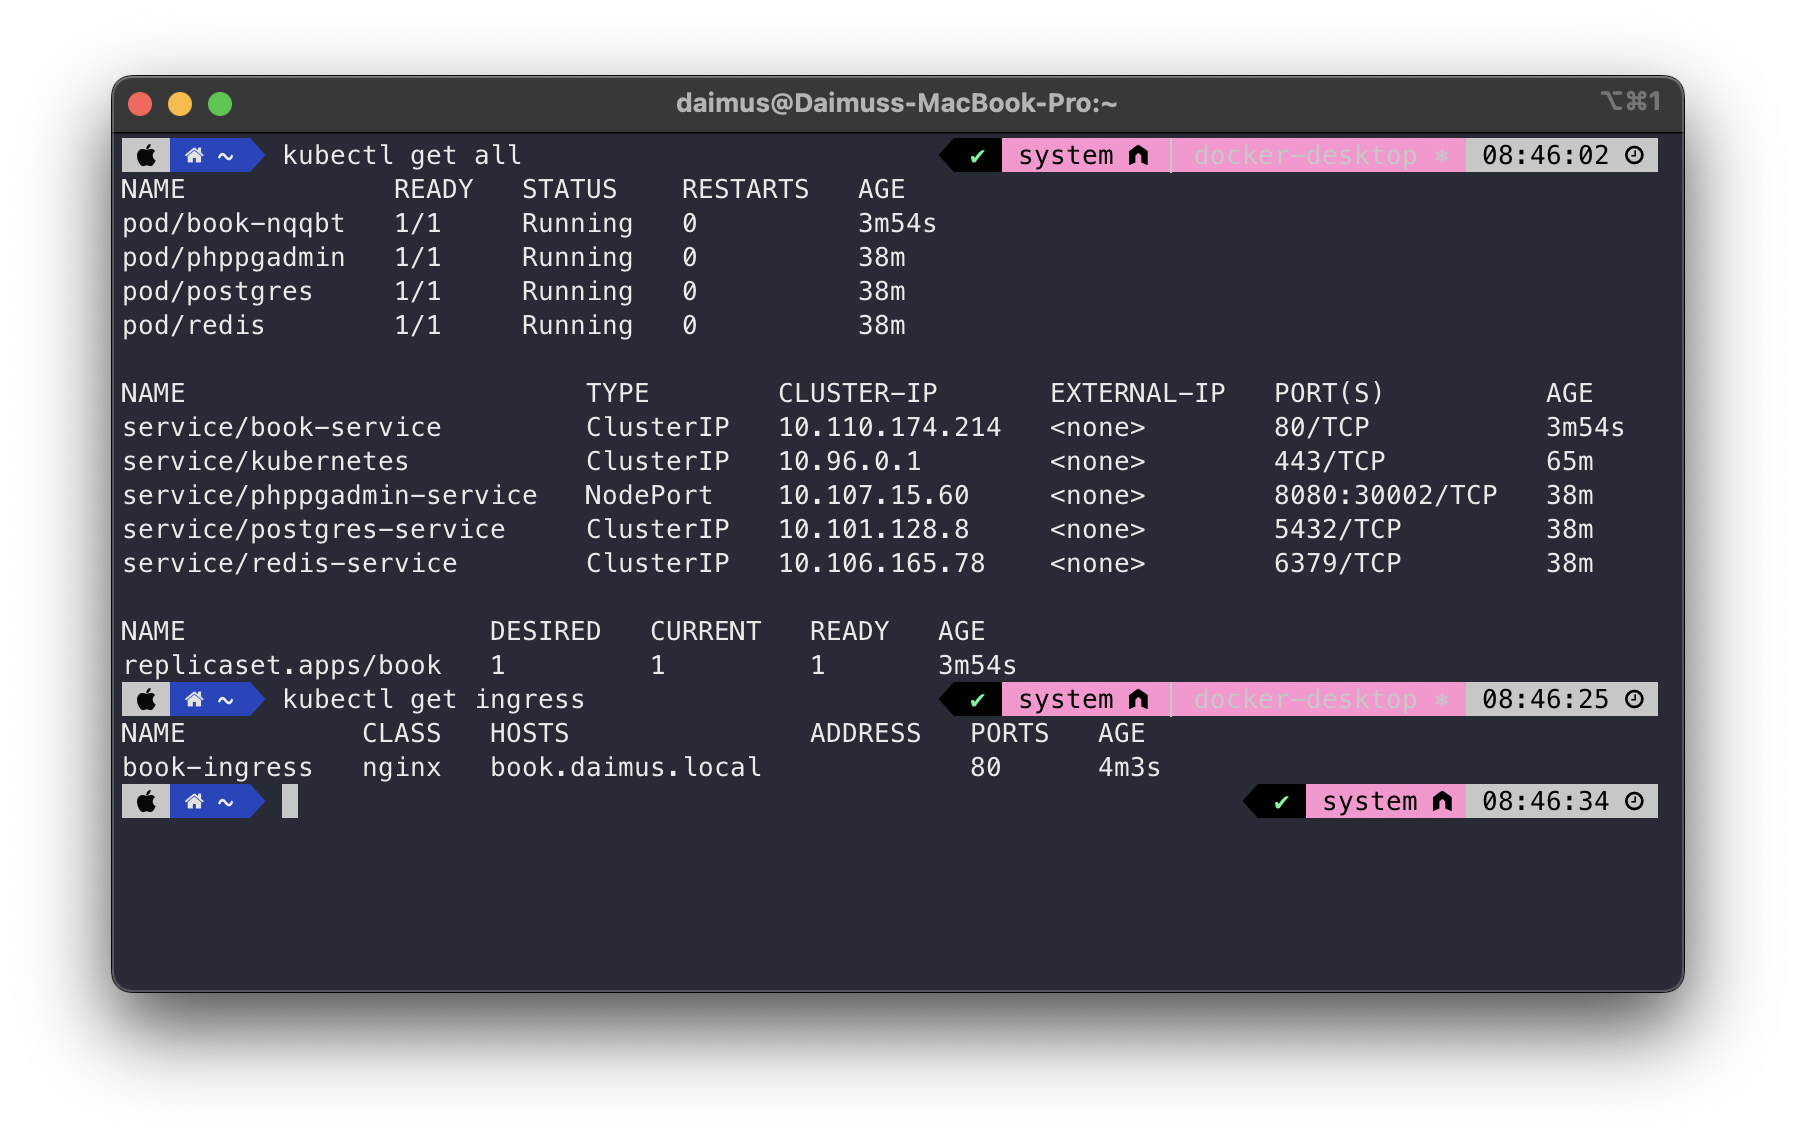 daimus@Daimuss-MacBook-Pro:~ ⌥⌘1
~ kubectl get all ✔ system docker-desktop ⎈ 08:46:02
NAME READY STATUS RESTARTS AGE
pod/book-nqqbt 1/1 Running 0 3m54s
pod/phppgadmin 1/1 Running 0 38m
pod/postgres 1/1 Running 0 38m
pod/redis 1/1 Running 0 38m
NAME TYPE CLUSTER-IP EXTERNAL-IP PORT(S) AGE
service/book-service ClusterIP 10.110.174.214 <none> 80/TCP 3m54s
service/kubernetes ClusterIP 10.96.0.1 <none> 443/TCP 65m
service/phppgadmin-service NodePort 10.107.15.60 <none> 8080:30002/TCP 38m
service/postgres-service ClusterIP 10.101.128.8 <none> 5432/TCP 38m
service/redis-service ClusterIP 10.106.165.78 <none> 6379/TCP 38m
NAME DESIRED CURRENT READY AGE
replicaset.apps/book 1 1 1 3m54s
~ kubectl get ingress ✔ system docker-desktop ⎈ 08:46:25
NAME CLASS HOSTS ADDRESS PORTS AGE
book-ingress nginx book.daimus.local 80 4m3s
~ ✔ system 08:46:34